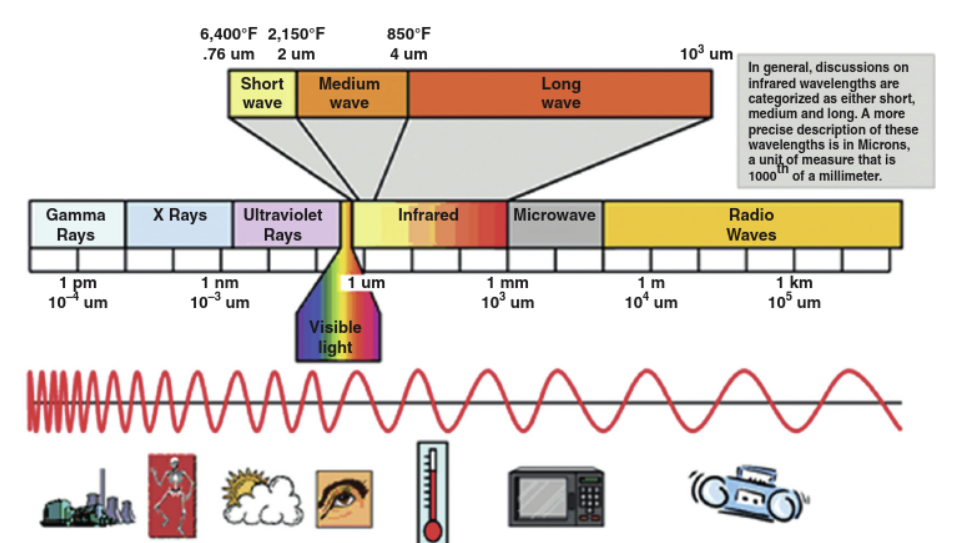 6,400°F 2,150°F 850°F
.76 um 2 um 4 um 10³ um
Short
wave
Medium
wave
Long
wave
In general, discussions on
infrared wavelengths are
categorized as either short,
medium and long. A more
precise description of these
wavelengths is in Microns,
a unit of measure that is
1000th of a millimeter.
Gamma
Rays
X Rays
Ultraviolet
Rays
Infrared
Microwave
Radio
Waves
1 pm
10⁻⁴ um
1 nm
10⁻³ um
1 um
1 mm
10³ um
1 m
10⁴ um
1 km
10⁵ um
Visible
light